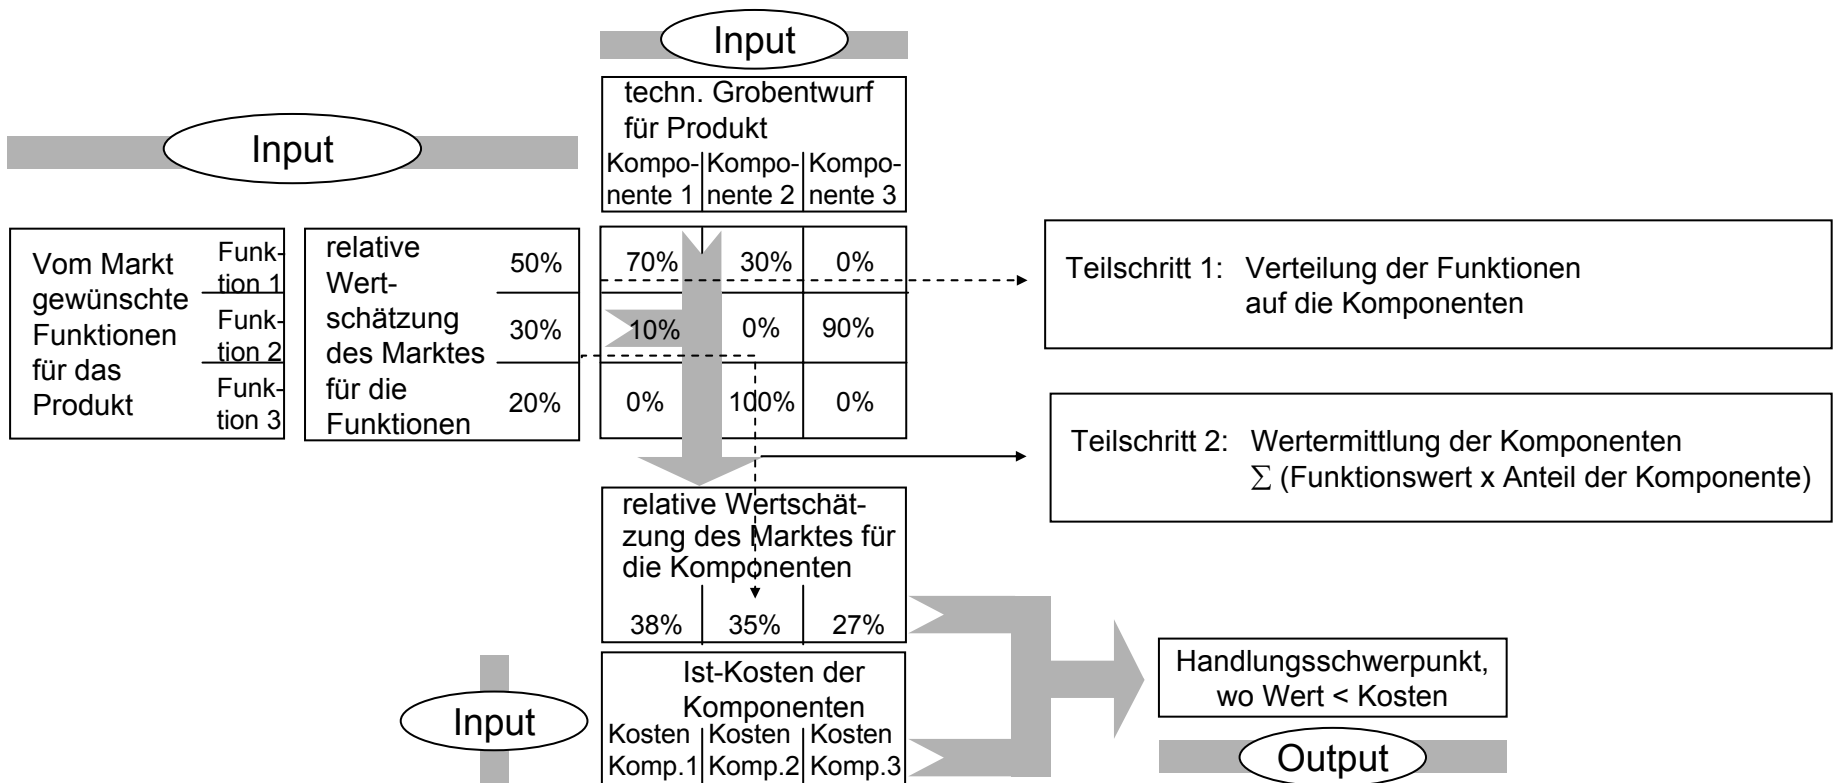 Input
techn. Grobentwurf
für Produkt
Kompo-
nente 1
Kompo-
nente 2
Kompo-
nente 3
Input
Vom Markt
gewünschte
Funktionen
für das
Produkt
Funk-
tion 1
Funk-
tion 2
Funk-
tion 3
relative
Wert-
schätzung
des Marktes
für die
Funktionen
50%
30%
20%
70% 30% 0%
10% 0% 90%
0% 100% 0%
Teilschritt 1: Verteilung der Funktionen
auf die Komponenten
Teilschritt 2: Wertermittlung der Komponenten
∑ (Funktionswert x Anteil der Komponente)
relative Wertschät-
zung des Marktes für
die Komponenten
38% 35% 27%
Input
Ist-Kosten der
Komponenten
Kosten
Komp.1
Kosten
Komp.2
Kosten
Komp.3
Handlungsschwerpunkt,
wo Wert < Kosten
Output